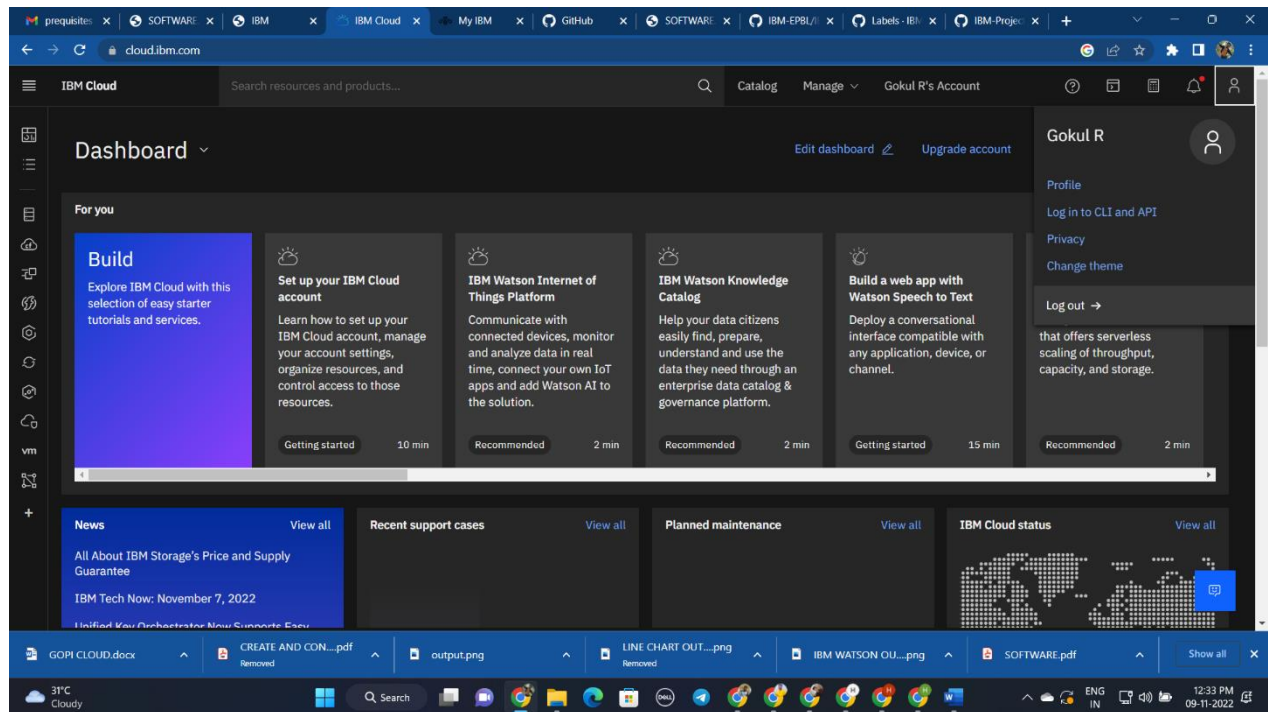 prequisites
SOFTWARE
IBM
IBM Cloud
My IBM
GitHub
SOFTWARE
IBM-EPBL/I
Labels · IBM
IBM-Projec
cloud.ibm.com
IBM Cloud
Search resources and products...
Catalog
Manage
Gokul R's Account
Dashboard
Edit dashboard
Upgrade account
Gokul R
Profile
Log in to CLI and API
Privacy
Change theme
Log out →
For you
Build
Explore IBM Cloud with this
selection of easy starter
tutorials and services.
Set up your IBM Cloud
account
Learn how to set up your
IBM Cloud account, manage
your account settings,
organize resources, and
control access to those
resources.
Getting started 10 min
IBM Watson Internet of
Things Platform
Communicate with
connected devices, monitor
and analyze data in real
time, connect your own IoT
apps and add Watson AI to
the solution.
Recommended 2 min
IBM Watson Knowledge
Catalog
Help your data citizens
easily find, prepare,
understand and use the
data they need through an
enterprise data catalog &
governance platform.
Recommended 2 min
Build a web app with
Watson Speech to Text
Deploy a conversational
interface compatible with
any application, device, or
channel.
Getting started 15 min
that offers serverless
scaling of throughput,
capacity, and storage.
Recommended 2 min
vm
News View all
All About IBM Storage's Price and Supply
Guarantee
IBM Tech Now: November 7, 2022
Unified Key Orchestrator Now Supports Easy
Recent support cases View all
Planned maintenance View all
IBM Cloud status View all
GOPI CLOUD.docx
CREATE AND CON....pdf
Removed
output.png
LINE CHART OUT....png
Removed
IBM WATSON OU....png
SOFTWARE.pdf
Show all
31°C
Cloudy
Search
DELL
ENG
IN
12:33 PM
09-11-2022